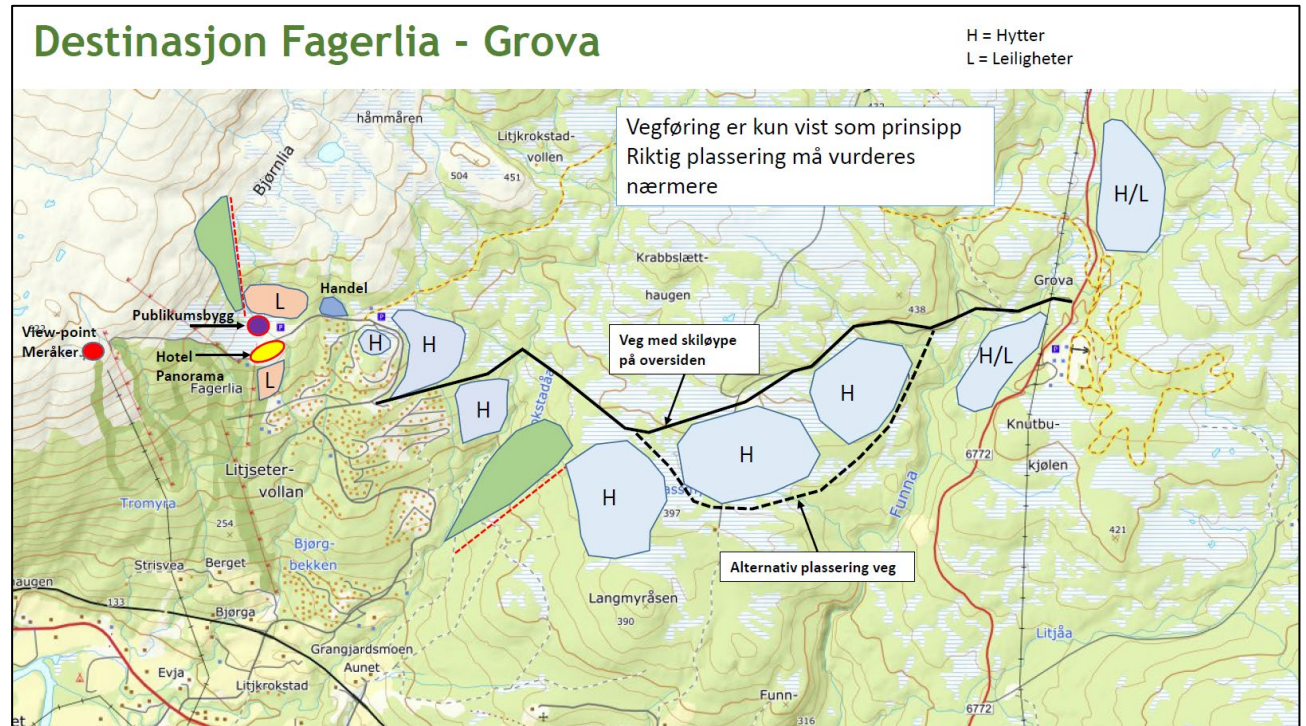 Destinasjon Fagerlia - Grova
H = Hytter
L = Leiligheter
Vegføring er kun vist som prinsipp
Riktig plassering må vurderes
nærmere
håmmåren
Litjkrokstad-
vollen
Bjørnlia
504
451
432
H/L
Krabbslætt-
haugen
Grova
438
L
Handel
Publikumsbygg
View-point
Meråker
Hotel
Panorama
Fagerlia
L
H
H
H
Veg med skiløype
på oversiden
H
H
H
H/L
Knutbu-
kjølen
6772
Litjseter-
vollan
Tromyra
254
397
Funna
421
Bjørg-
bekken
Alternativ plassering veg
Strisvea
Berget
133
Bjørga
Langmyråsen
390
Litjåa
Grangjardsmoen
Aunet
Evja
Litjkrokstad
Funn-
316
6772